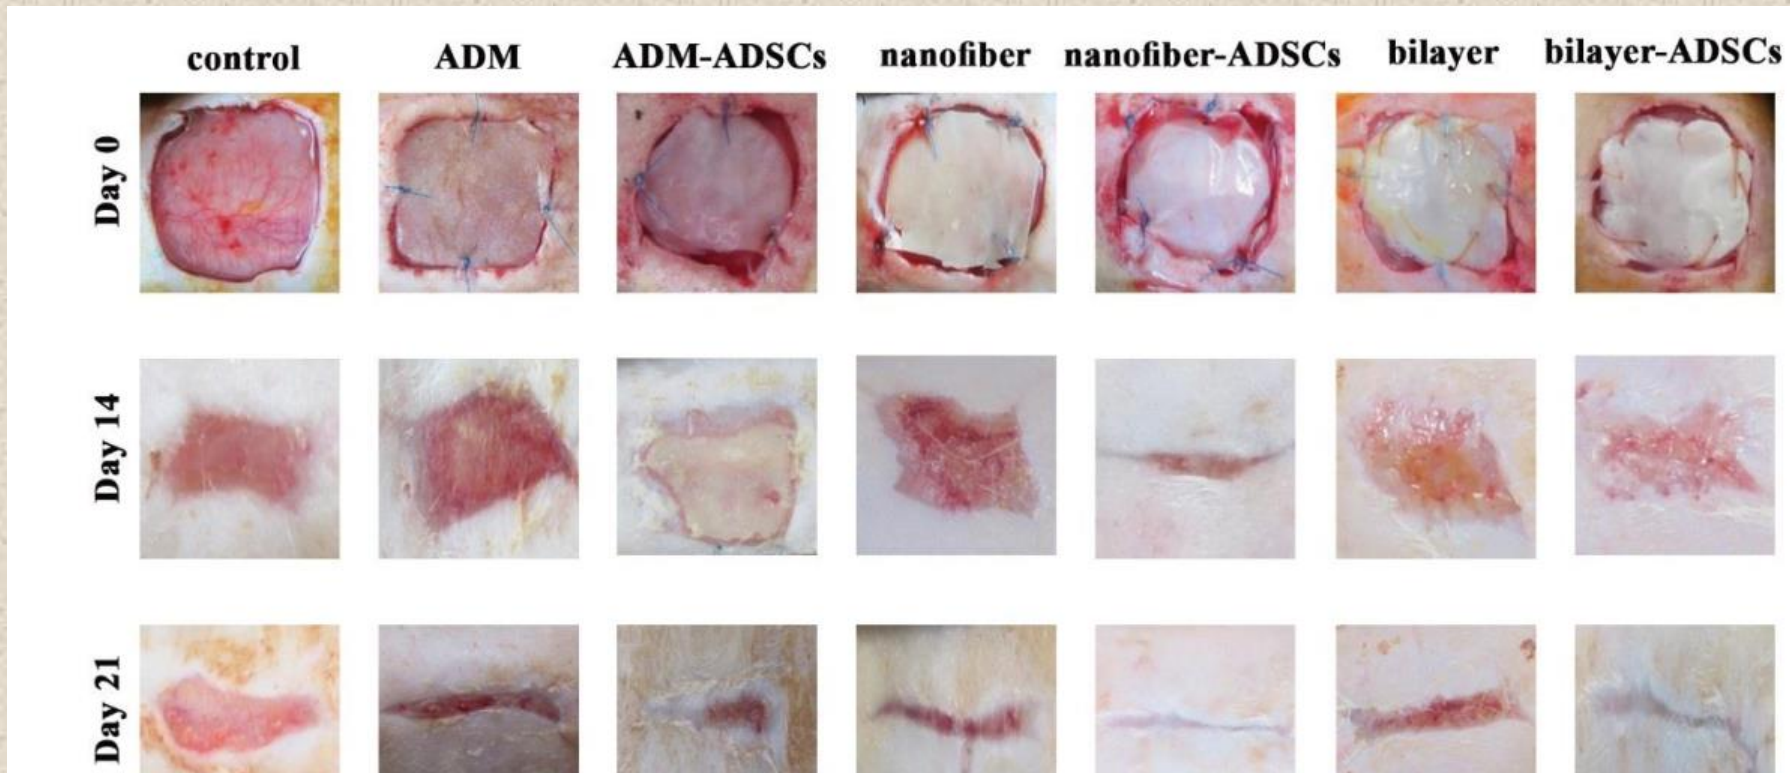 control ADM ADM-ADSCs nanofiber nanofiber-ADSCs bilayer bilayer-ADSCs
Day 0
Day 14
Day 21